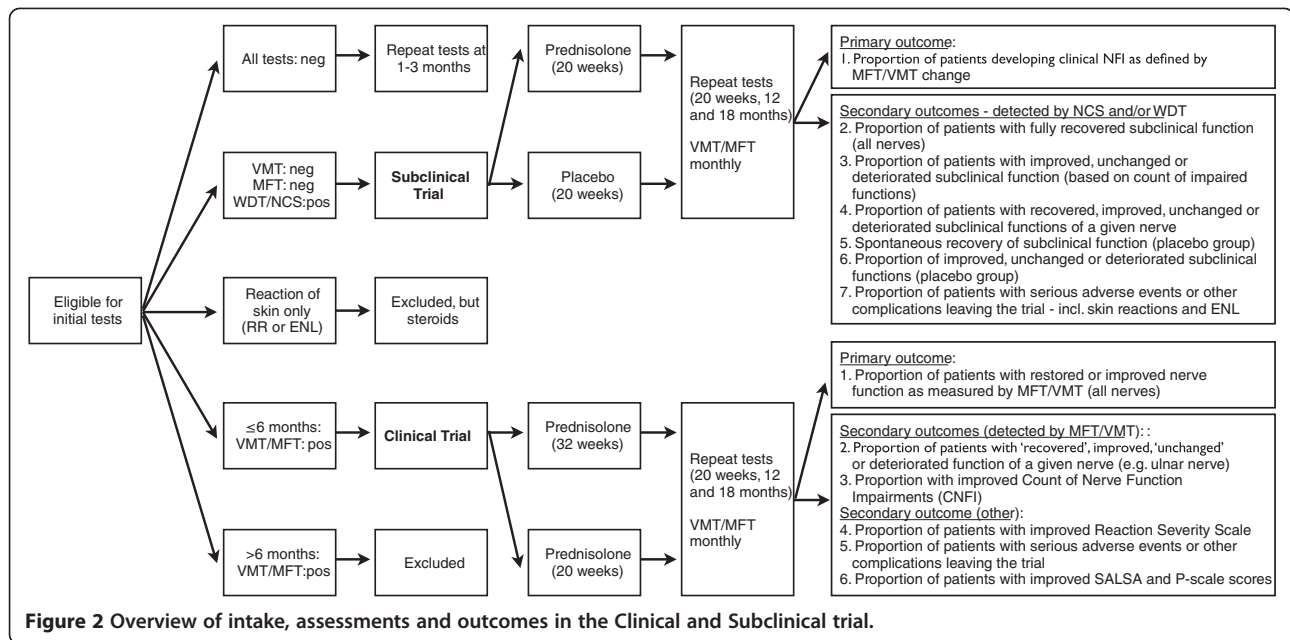 All tests: neg
Repeat tests at
1-3 months
Prednisolone
(20 weeks)
Repeat tests
(20 weeks, 12
and 18 months)
VMT/MFT
monthly
Primary outcome:
1. Proportion of patients developing clinical NFI as defined by
MFT/VMT change
Secondary outcomes - detected by NCS and/or WDT
2. Proportion of patients with fully recovered subclinical function
(all nerves)
3. Proportion of patients with improved, unchanged or
deteriorated subclinical function (based on count of impaired
functions)
4. Proportion of patients with recovered, improved, unchanged or
deteriorated subclinical functions of a given nerve
5. Spontaneous recovery of subclinical function (placebo group)
6. Proportion of improved, unchanged or deteriorated subclinical
functions (placebo group)
7. Proportion of patients with serious adverse events or other
complications leaving the trial - incl. skin reactions and ENL
VMT: neg
MFT: neg
WDT/NCS:pos
Subclinical
Trial
Placebo
(20 weeks)
Eligible for
initial tests
Reaction of
skin only
(RR or ENL)
Excluded, but
steroids
≤6 months:
VMT/MFT: pos
Clinical Trial
Prednisolone
(32 weeks)
Repeat tests
(20 weeks, 12
and 18 months)
VMT/MFT
monthly
Primary outcome:
1. Proportion of patients with restored or improved nerve
function as measured by MFT/VMT (all nerves)
Secondary outcomes (detected by MFT/VMT): :
2. Proportion of patients with ‘recovered’, improved, ‘unchanged’
or deteriorated function of a given nerve (e.g. ulnar nerve)
3. Proportion with improved Count of Nerve Function
Impairments (CNFI)
Secondary outcome (other):
4. Proportion of patients with improved Reaction Severity Scale
5. Proportion of patients with serious adverse events or other
complications leaving the trial
6. Proportion of patients with improved SALSA and P-scale scores
>6 months:
VMT/MFT:pos
Excluded
Prednisolone
(20 weeks)
Figure 2 Overview of intake, assessments and outcomes in the Clinical and Subclinical trial.